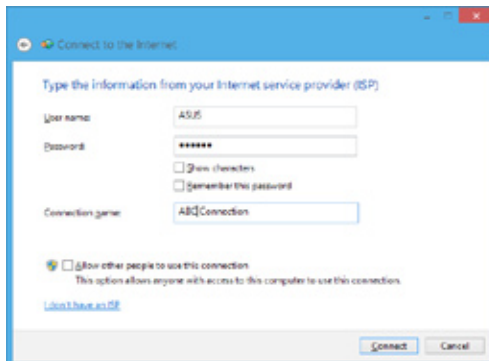 Connect to the Internet
Type the information from your Internet service provider (ISP)
User name: ASUS
Password: ••••••
Show characters
Remember this password
Connection name: ABC Connection
Allow other people to use this connection
This option allows anyone with access to this computer to use this connection.
I don't have an ISP
Connect Cancel